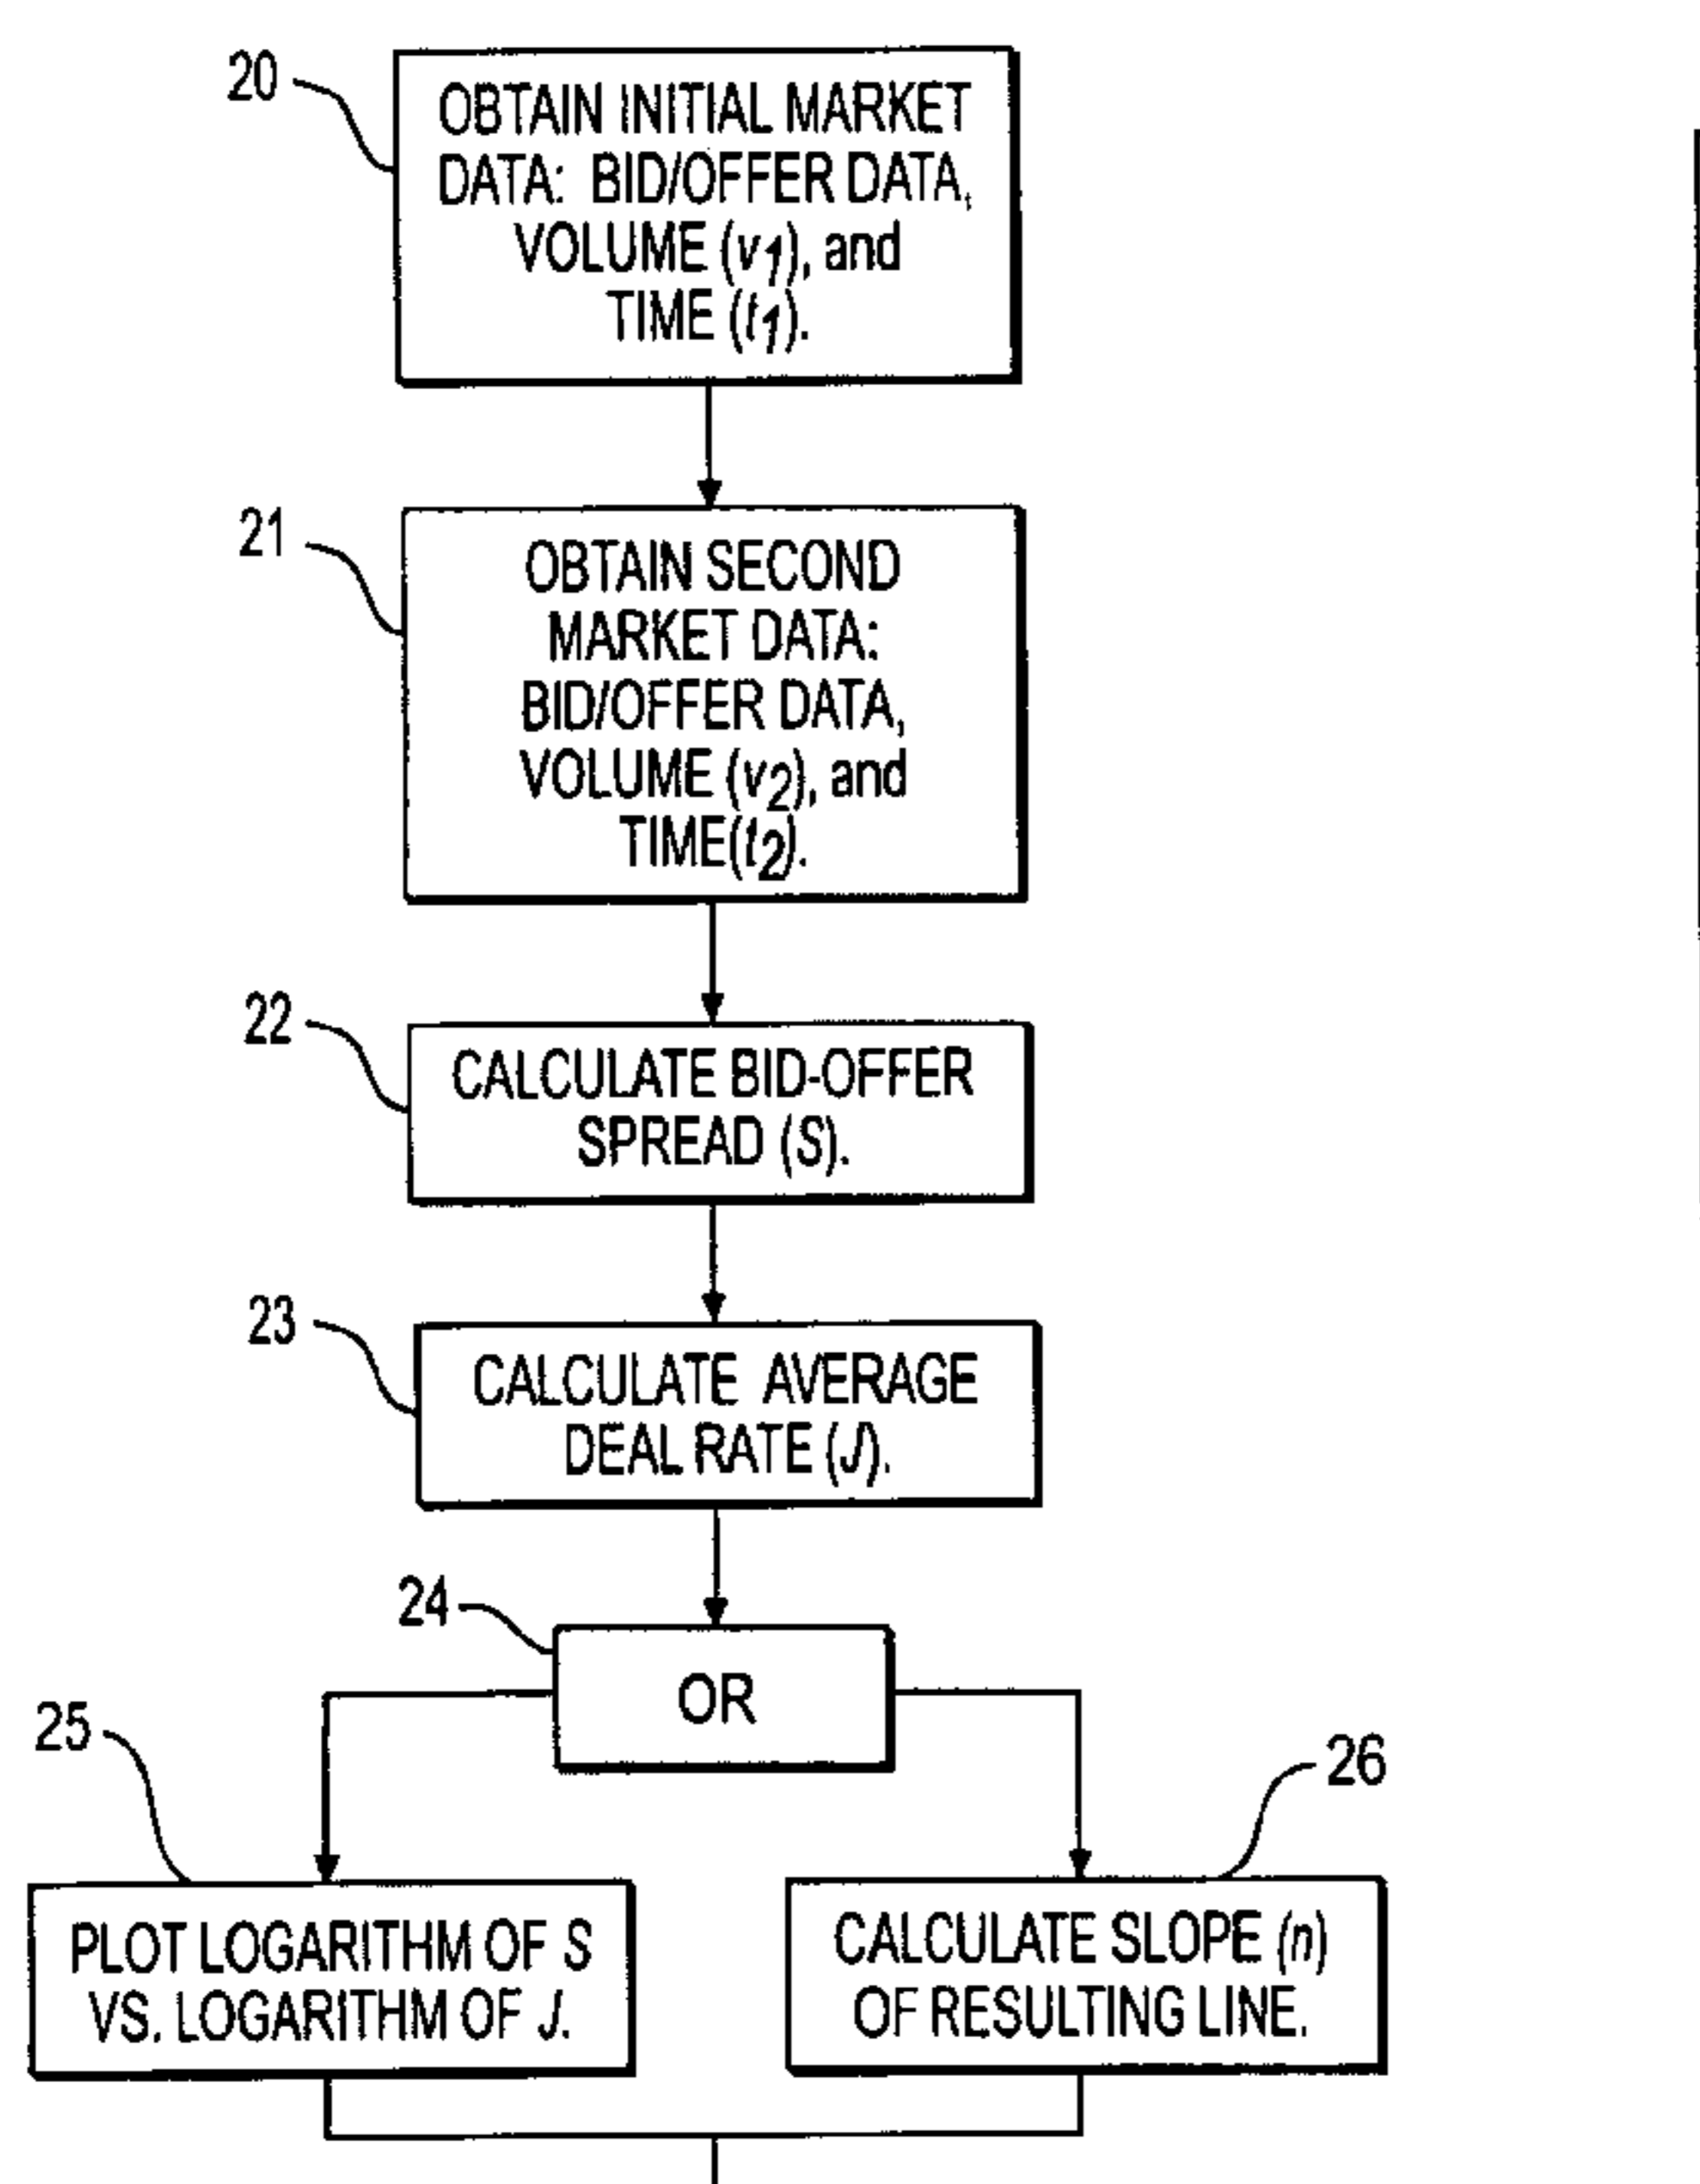 20
OBTAIN INITIAL MARKET
DATA: BID/OFFER DATA,
VOLUME (v1), and
TIME (t1).
21
OBTAIN SECOND
MARKET DATA:
BID/OFFER DATA,
VOLUME (v2), and
TIME(t2).
22
CALCULATE BID-OFFER
SPREAD (S).
23
CALCULATE AVERAGE
DEAL RATE (J).
24
OR
25
PLOT LOGARITHM OF S
VS. LOGARITHM OF J.
26
CALCULATE SLOPE (n)
OF RESULTING LINE.